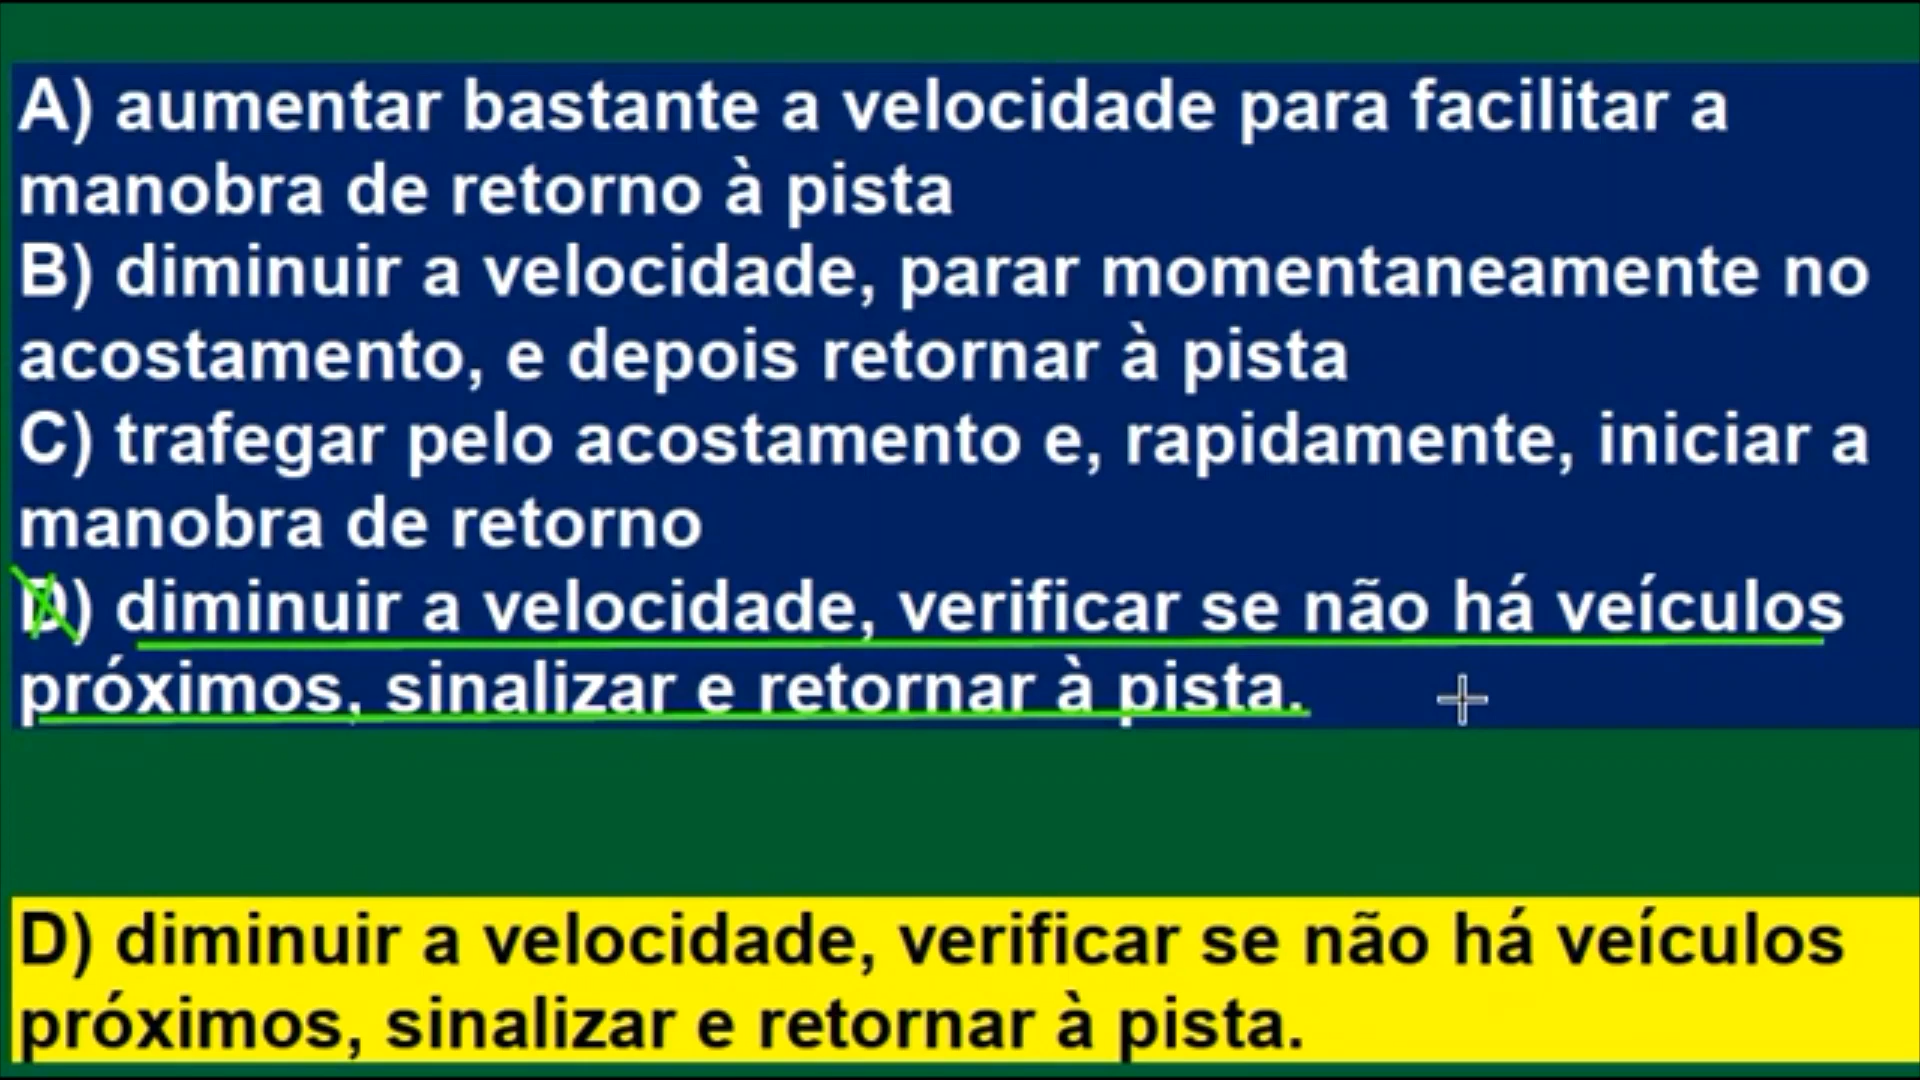 A) aumentar bastante a velocidade para facilitar a
manobra de retorno à pista
B) diminuir a velocidade, parar momentaneamente no
acostamento, e depois retornar à pista
C) trafegar pelo acostamento e, rapidamente, iniciar a
manobra de retorno
D) diminuir a velocidade, verificar se não há veículos
próximos, sinalizar e retornar à pista.
D) diminuir a velocidade, verificar se não há veículos
próximos, sinalizar e retornar à pista.